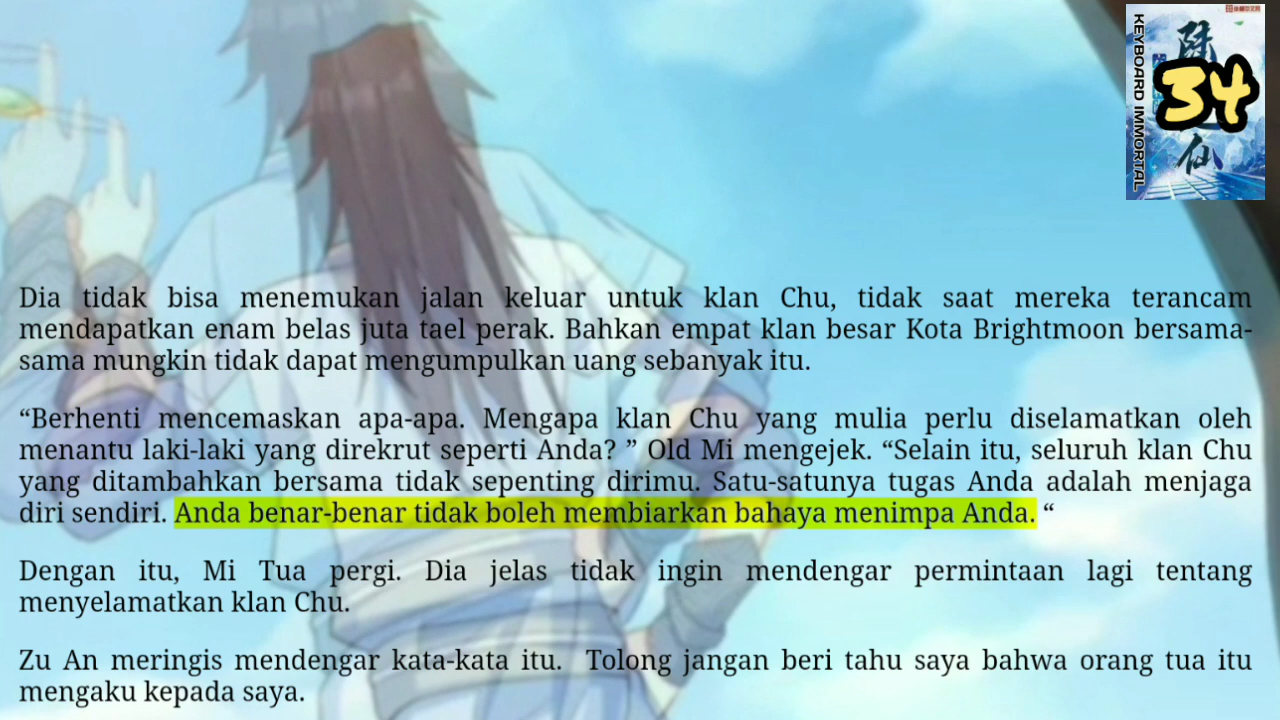 Dia tidak bisa menemukan jalan keluar untuk klan Chu, tidak saat mereka terancam
mendapatkan enam belas juta tael perak. Bahkan empat klan besar Kota Brightmoon bersama-
sama mungkin tidak dapat mengumpulkan uang sebanyak itu.
“Berhenti mencemaskan apa-apa. Mengapa klan Chu yang mulia perlu diselamatkan oleh
menantu laki-laki yang direkrut seperti Anda? ” Old Mi mengejek. “Selain itu, seluruh klan Chu
yang ditambahkan bersama tidak sepenting dirimu. Satu-satunya tugas Anda adalah menjaga
diri sendiri. Anda benar-benar tidak boleh membiarkan bahaya menimpa Anda. “
Dengan itu, Mi Tua pergi. Dia jelas tidak ingin mendengar permintaan lagi tentang
menyelamatkan klan Chu.
Zu An meringis mendengar kata-kata itu. Tolong jangan beri tahu saya bahwa orang tua itu
mengaku kepada saya.
KEYBOARD IMMORTAL
34
仙